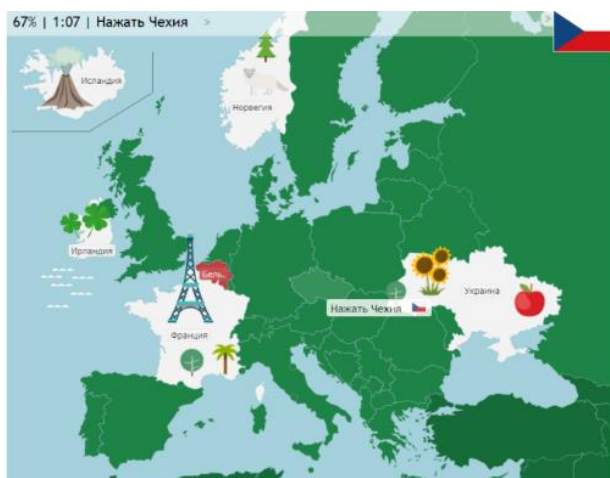 67% | 1:07 | Нажать Чехия >
Исландия
Норвегия
Ирландия
Бель..
Украина
Нажать Чехия
Франция